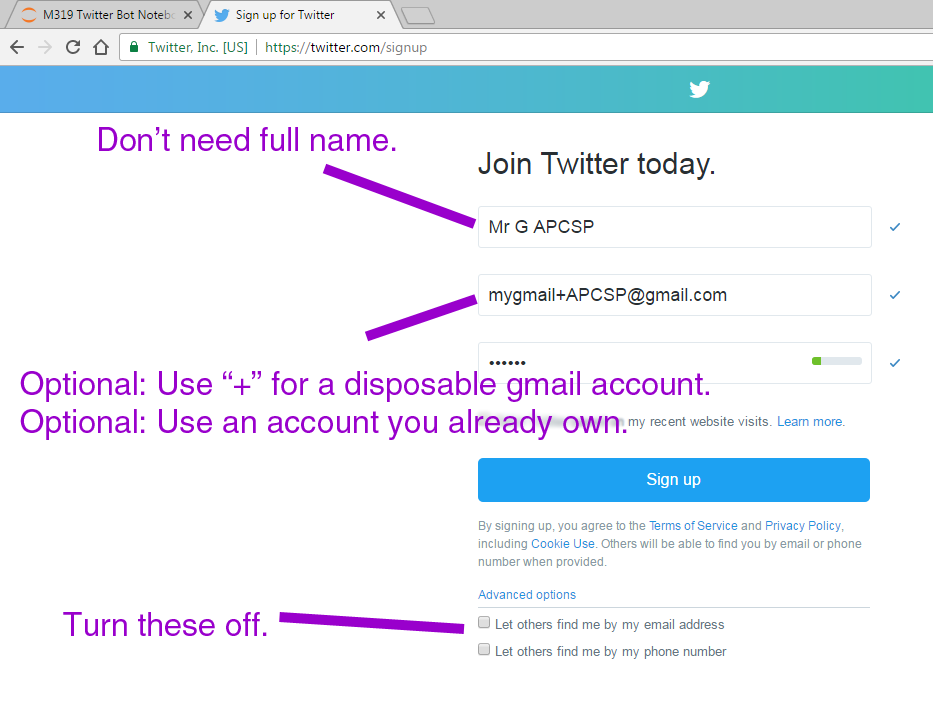 M319 Twitter Bot Noteb
Sign up for Twitter
Twitter, Inc. [US]
https://twitter.com/signup
Don’t need full name.
Join Twitter today.
Mr G APCSP
mygmail+APCSP@gmail.com
••••••
Optional: Use “+” for a disposable gmail account.
Optional: Use an account you already own.
my recent website visits. Learn more.
Sign up
By signing up, you agree to the Terms of Service and Privacy Policy,
including Cookie Use. Others will be able to find you by email or phone
number when provided.
Advanced options
Turn these off.
Let others find me by my email address
Let others find me by my phone number